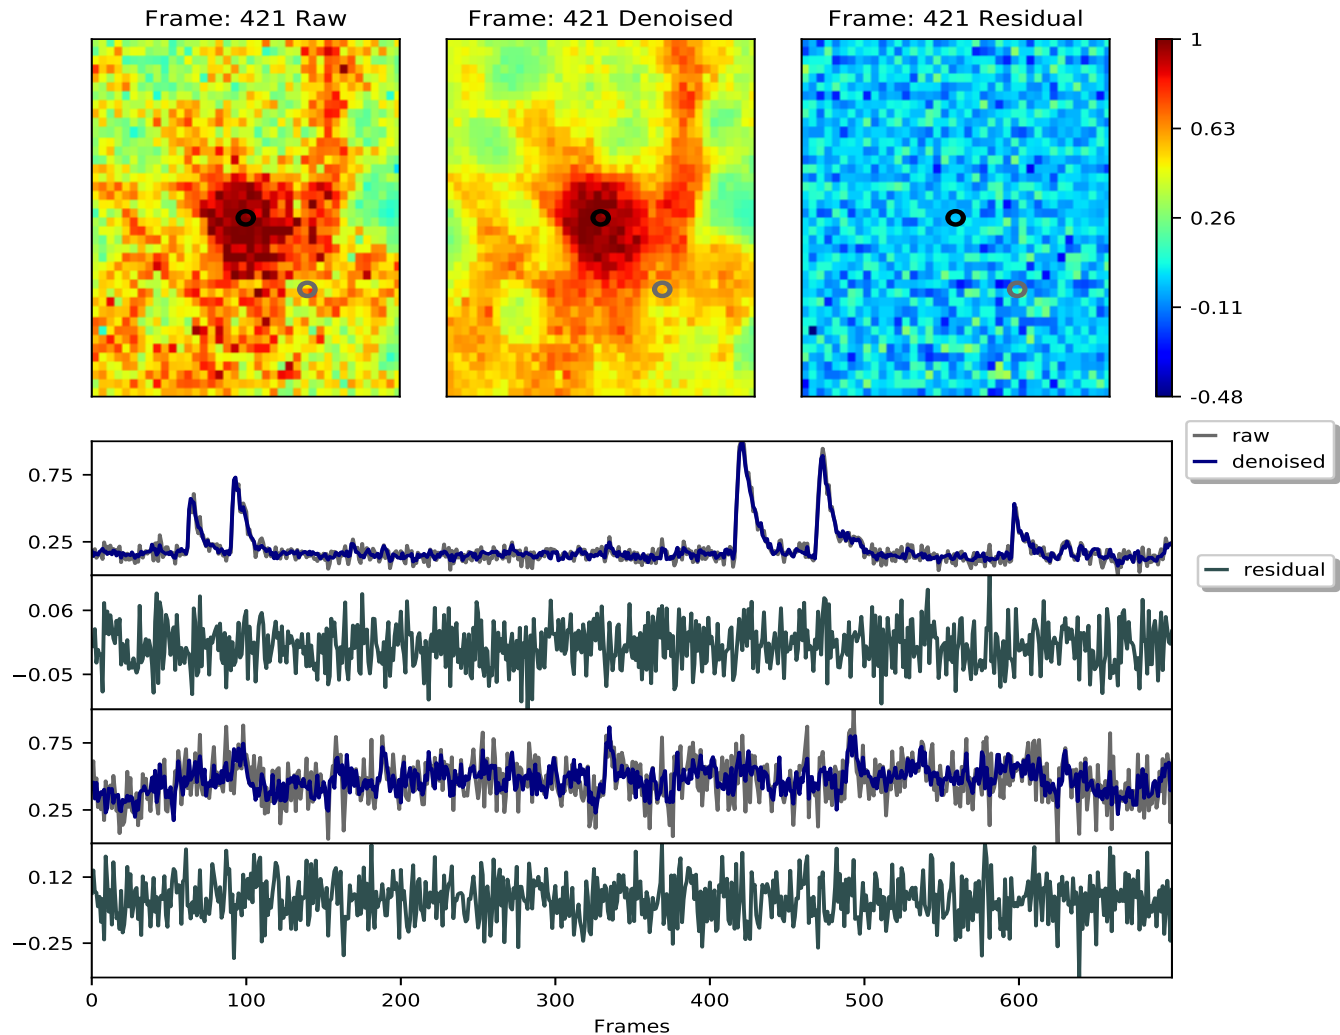 Frame: 421 Raw
Frame: 421 Denoised
Frame: 421 Residual
1
0.63
0.26
-0.11
-0.48
raw
denoised
residual
0.75
0.25
0.06
−0.05
0.75
0.25
0.12
−0.25
0 100 200 300 400 500 600
Frames